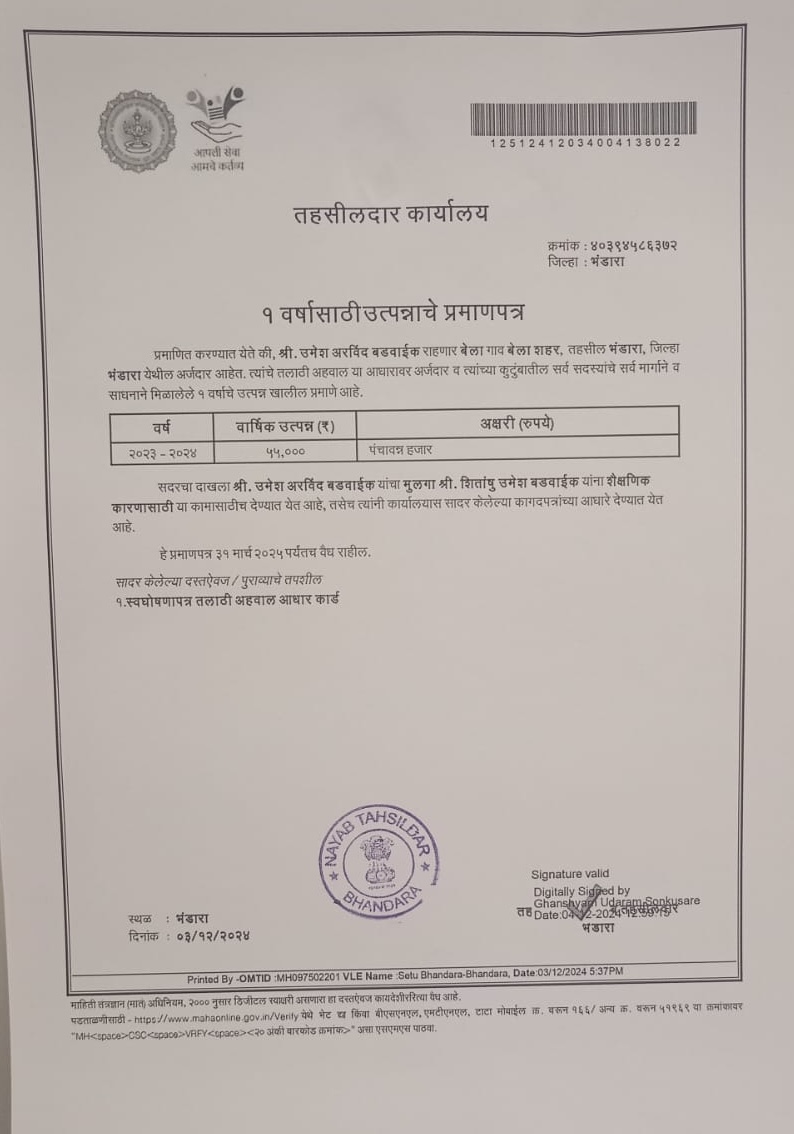 आपली सेवा
आमचे कर्तव्य
12512412034004138022
तहसीलदार कार्यालय
क्रमांक : ४०३९४५८६३७२
जिल्हा : भंडारा
१ वर्षासाठी उत्पन्नाचे प्रमाणपत्र
प्रमाणित करण्यात येते की, श्री. उमेश अरविंद बडवाईक राहणार बेला गाव बेला शहर, तहसील भंडारा, जिल्हा
भंडारा येथील अर्जदार आहेत. त्यांचे तलाठी अहवाल या आधारावर अर्जदार व त्यांच्या कुटुंबातील सर्व सदस्यांचे सर्व मार्गाने व
साधनाने मिळालेले १ वर्षाचे उत्पन्न खालील प्रमाणे आहे.
वर्ष वार्षिक उत्पन्न (₹) अक्षरी (रुपये)
२०२३ - २०२४ ५५,००० पंचावन्न हजार
सदरचा दाखला श्री. उमेश अरविंद बडवाईक यांचा मुलगा श्री. शितांषु उमेश बडवाईक यांना शैक्षणिक
कारणासाठी या कामासाठीच देण्यात येत आहे, तसेच त्यांनी कार्यालयास सादर केलेल्या कागदपत्रांच्या आधारे देण्यात येत
आहे.
हे प्रमाणपत्र ३१ मार्च २०२५ पर्यंतच वैध राहील.
सादर केलेल्या दस्तऐवज / पुराव्याचे तपशील
१.स्वघोषणापत्र तलाठी अहवाल आधार कार्ड
NAYAB TAHSILDAR
BHANDARA
Signature valid
Digitally Signed by
Ghanshyam Udaram Sonkusare
Date:04-12-2024
भंडारा
स्थळ : भंडारा
दिनांक : ०३/१२/२०२४
Printed By -OMTID :MH097502201 VLE Name :Setu Bhandara-Bhandara, Date:03/12/2024 5:37PM
माहिती तंत्रज्ञान (मात) अधिनियम, २००० नुसार डिजीटल स्वाक्षरी असणारा हा दस्तऐवज कायदेशीररित्या वैध आहे.
पडताळणीसाठी - https://www.mahaonline.gov.in/Verify येथे भेट द्या किंवा बीएसएनएल, एमटीएनएल, टाटा मोबाईल क्र. वरून १६६/ अन्य क्र. वरून ५१९६९ या क्रमांकावर
"MH<space>CSC<space>VRFY<space><२० अंकी बारकोड क्रमांक>" असा एसएमएस पाठवा.